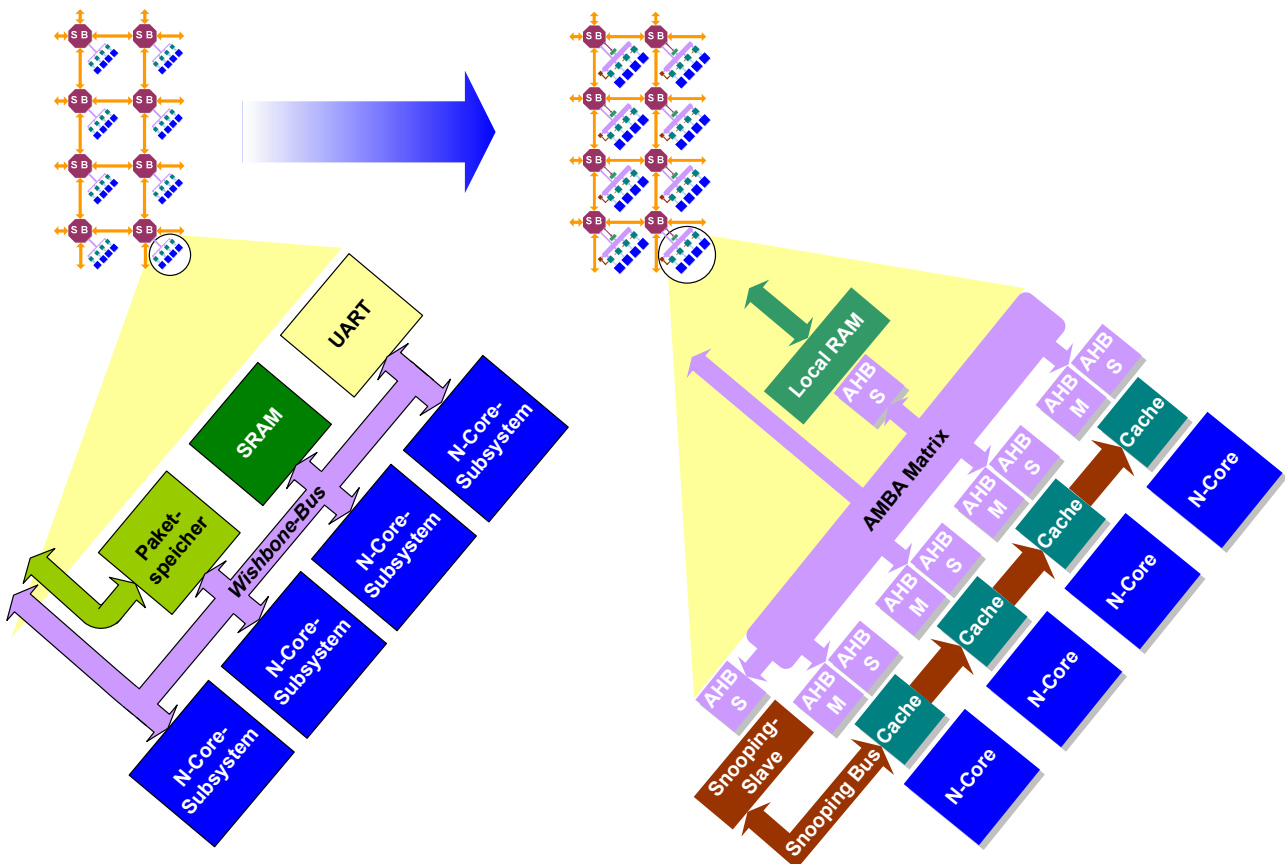 S B S B
S B S B
S B S B
S B S B
S B S B
S B S B
S B S B
S B S B
UART
SRAM
Paket-
speicher
Wishbone-Bus
N-Core-
Subsystem
N-Core-
Subsystem
N-Core-
Subsystem
N-Core-
Subsystem
Local RAM
AHB
S
AMBA Matrix
AHB
S
AHB
M
Cache
N-Core
AHB
S
AHB
M
Cache
N-Core
AHB
S
AHB
M
Cache
N-Core
AHB
S
AHB
M
Cache
N-Core
AHB
S
Snooping-
Slave
Snooping Bus